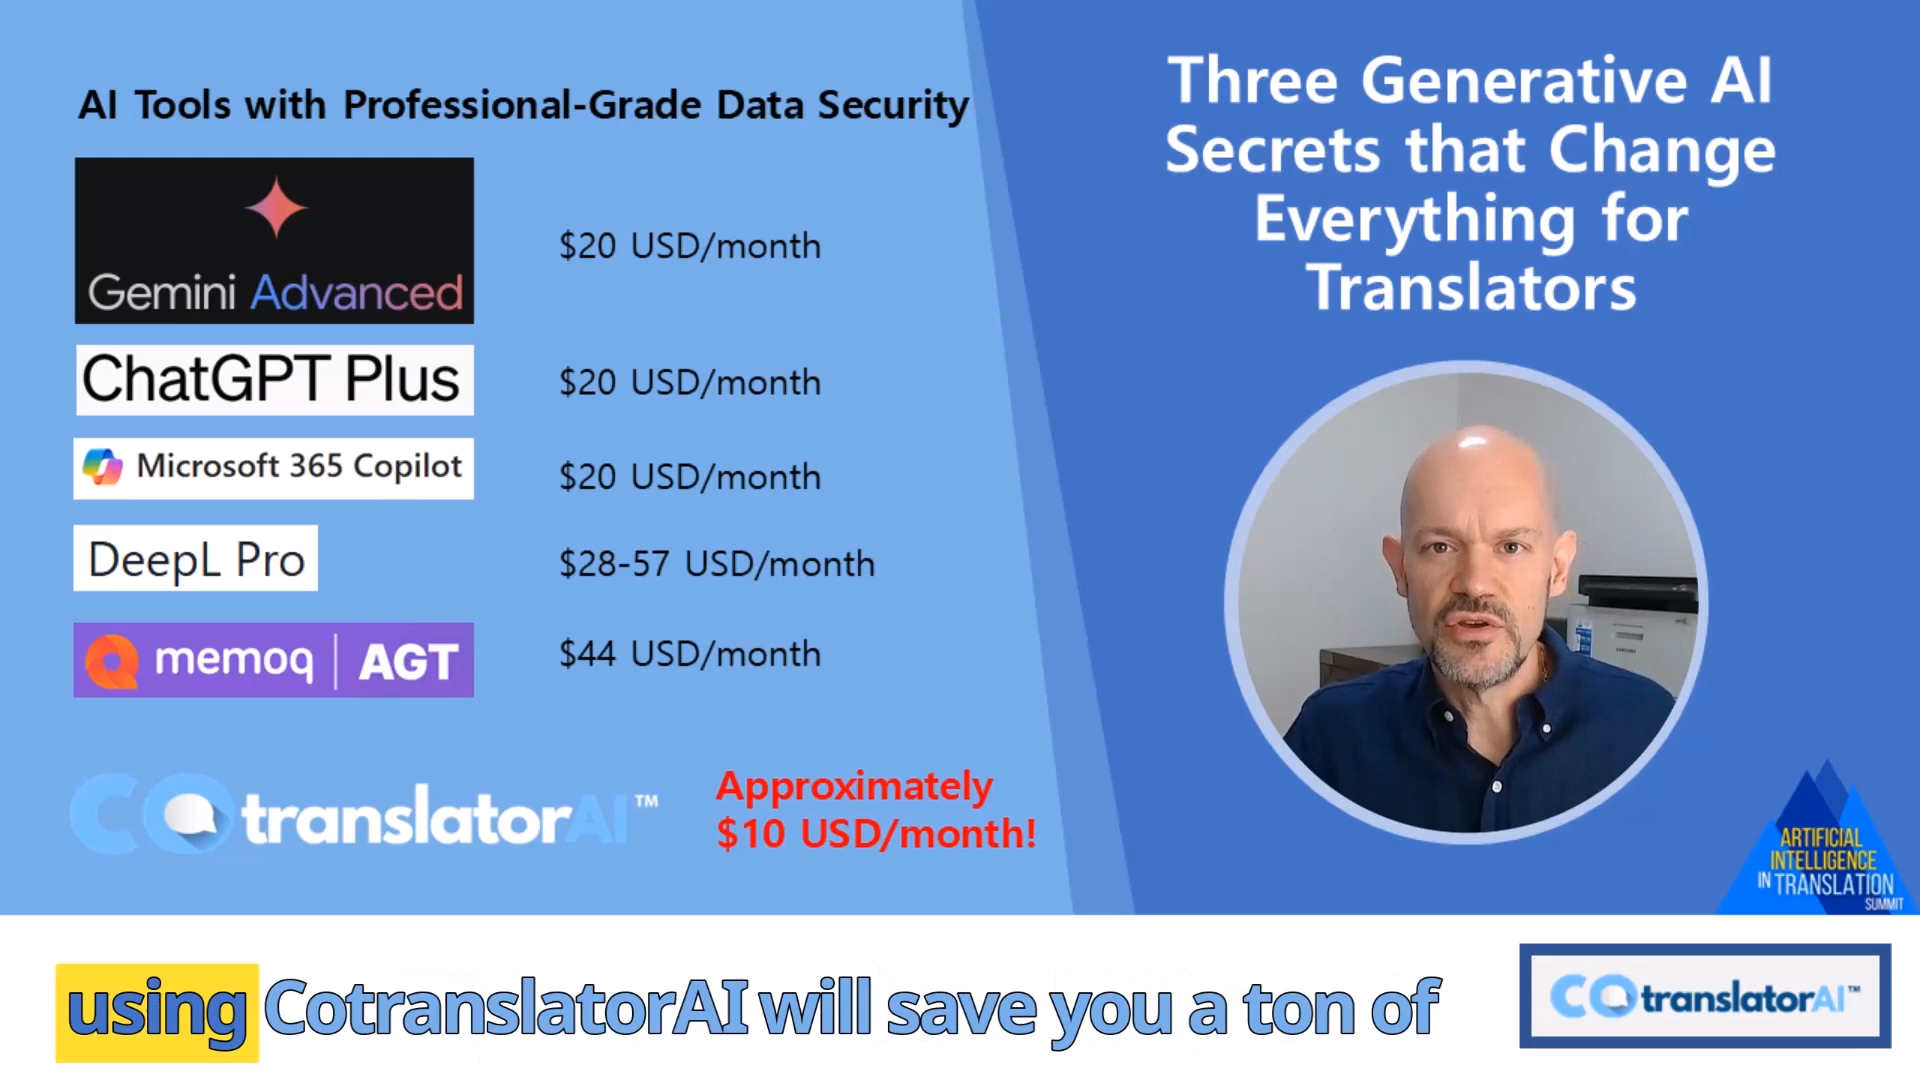 AI Tools with Professional-Grade Data Security
Gemini Advanced
$20 USD/month
ChatGPT Plus
$20 USD/month
Microsoft 365 Copilot
$20 USD/month
DeepL Pro
$28-57 USD/month
memoq | AGT
$44 USD/month
COtranslatorAI™
Approximately
$10 USD/month!
Three Generative AI
Secrets that Change
Everything for
Translators
SAMSUNG
ARTIFICIAL
INTELLIGENCE
IN TRANSLATION
SUMMIT
using CotranslatorAI will save you a ton of
COtranslatorAI™